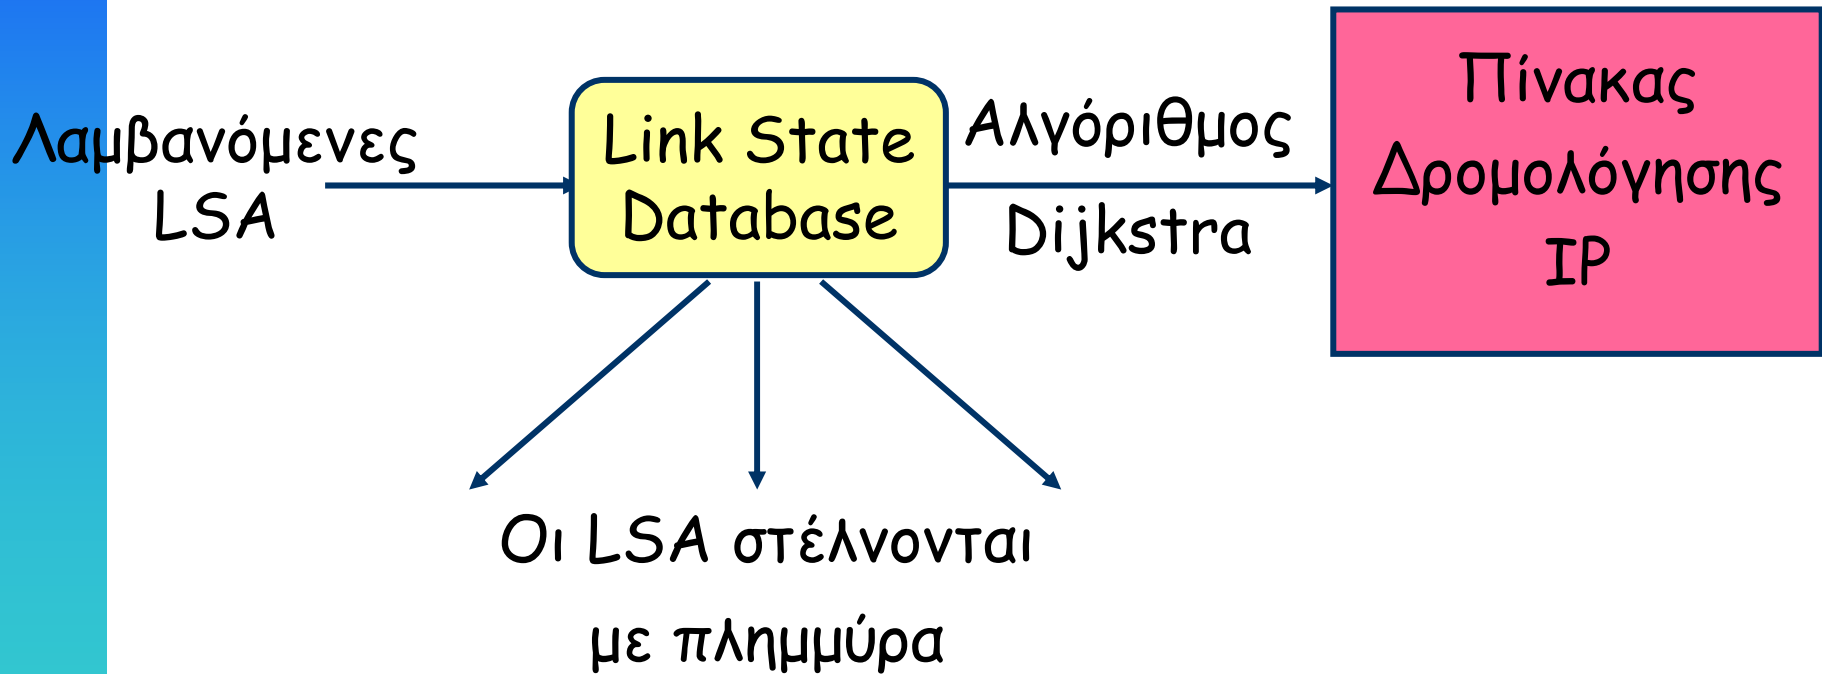 Λαμβανόμενες
LSA
Link State
Database
Αλγόριθμος
Dijkstra
Πίνακας
Δρομολόγησης
IP
Οι LSA στέλνονται
με πλημμύρα